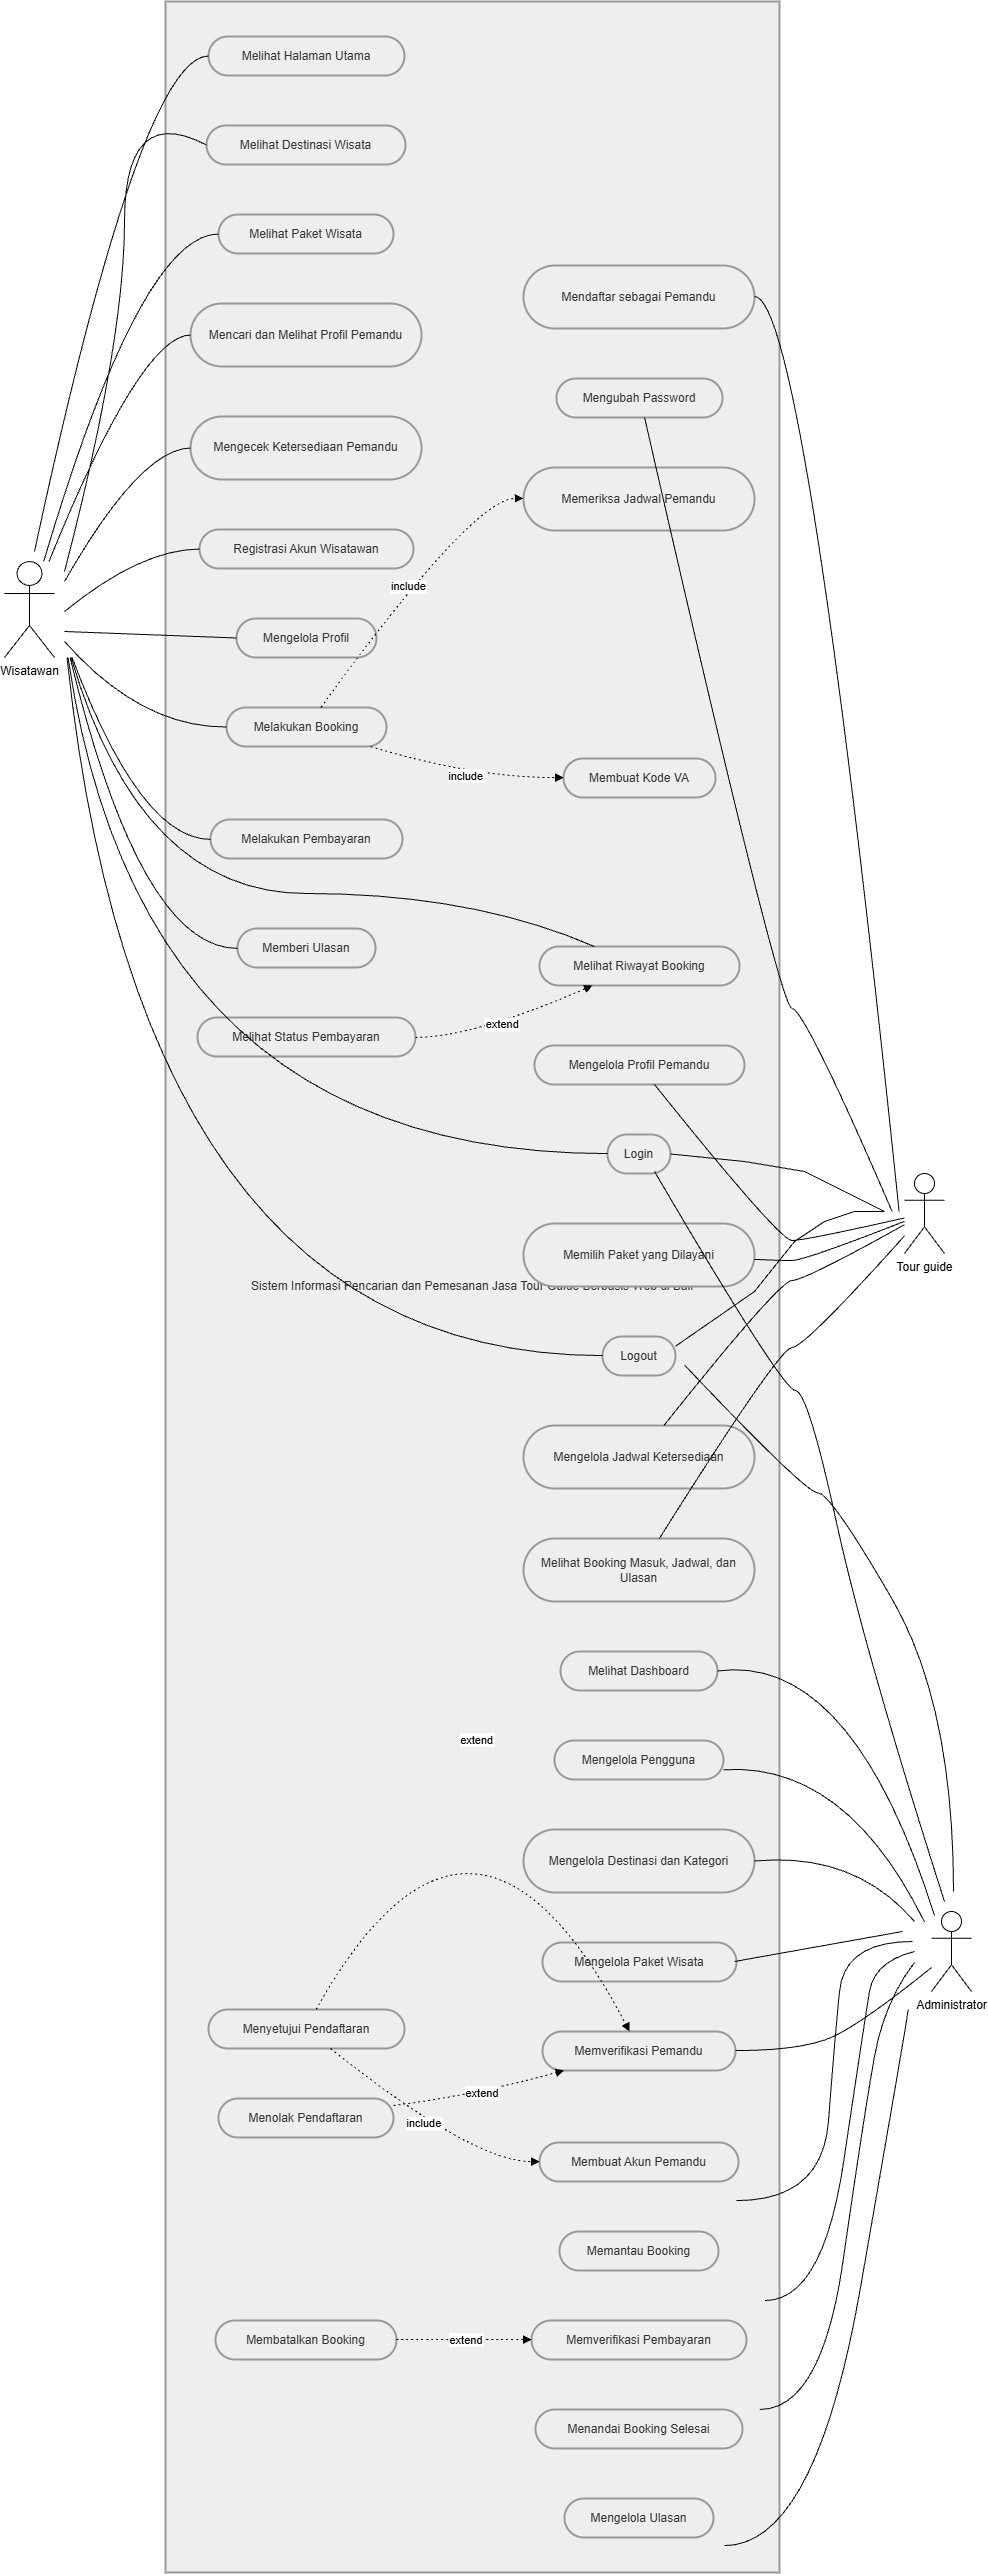 Melihat Halaman Utama
Melihat Destinasi Wisata
Melihat Paket Wisata
Mendaftar sebagai Pemandu
Mencari dan Melihat Profil Pemandu
Mengubah Password
Mengecek Ketersediaan Pemandu
Memeriksa Jadwal Pemandu
Registrasi Akun Wisatawan
include
Mengelola Profil
Wisatawan
Melakukan Booking
include
Membuat Kode VA
Melakukan Pembayaran
Memberi Ulasan
Melihat Riwayat Booking
extend
Melihat Status Pembayaran
Mengelola Profil Pemandu
Login
Memilih Paket yang Dilayani
Tour guide
Sistem Informasi Pencarian dan Pemesanan Jasa Tour Guide Berbasis Web di Bali
Logout
Mengelola Jadwal Ketersediaan
Melihat Booking Masuk, Jadwal, dan
Ulasan
Melihat Dashboard
extend
Mengelola Pengguna
Mengelola Destinasi dan Kategori
Mengelola Paket Wisata
Administrator
Menyetujui Pendaftaran
Memverifikasi Pemandu
extend
Menolak Pendaftaran
include
Membuat Akun Pemandu
Memantau Booking
Membatalkan Booking
extend
Memverifikasi Pembayaran
Menandai Booking Selesai
Mengelola Ulasan